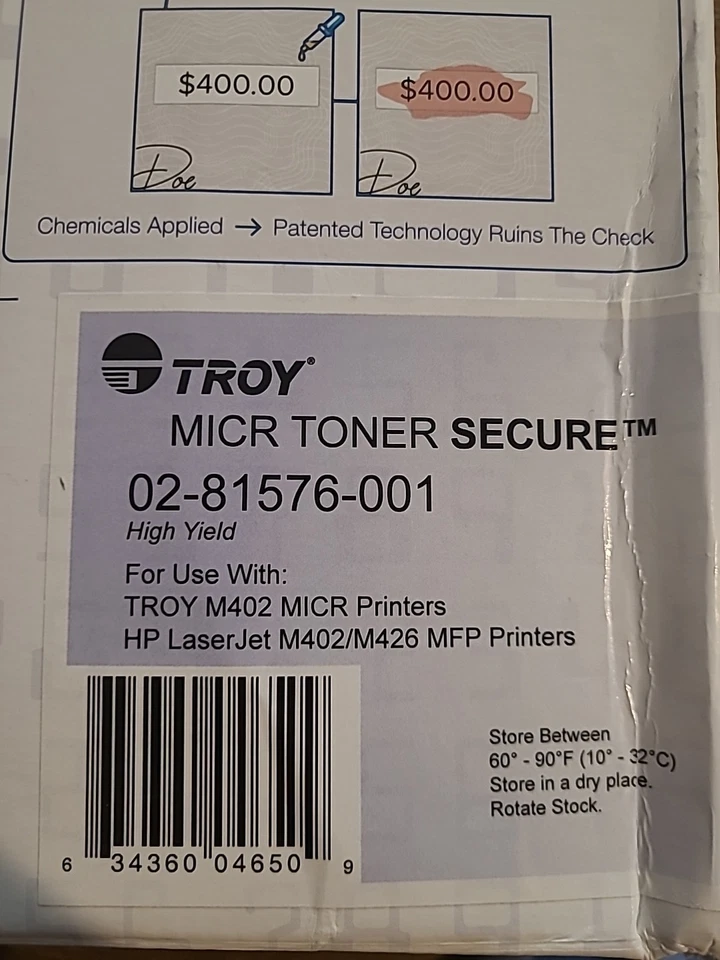 $400.00
Doe
$400.00
Doe
Chemicals Applied → Patented Technology Ruins The Check
TROY®
MICR TONER SECURE™
02-81576-001
High Yield
For Use With:
TROY M402 MICR Printers
HP LaserJet M402/M426 MFP Printers
Store Between
60° - 90°F (10° - 32°C)
Store in a dry place.
Rotate Stock.
6 34360 04650 9